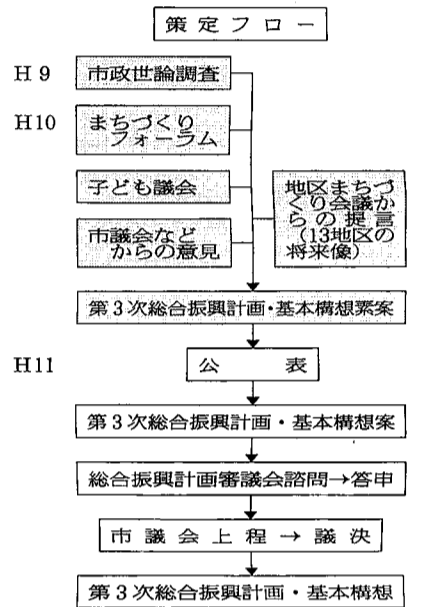 策定フロー
H9
市政世論調査
H10
まちづくり
フォーラム
子ども議会
市議会など
からの意見
地区まちづ
くり会議か
らの提言
(13地区の
将来像)
第3次総合振興計画・基本構想素案
H11
公表
第3次総合振興計画・基本構想案
総合振興計画審議会諮問→答申
市議会上程→議決
第3次総合振興計画・基本構想